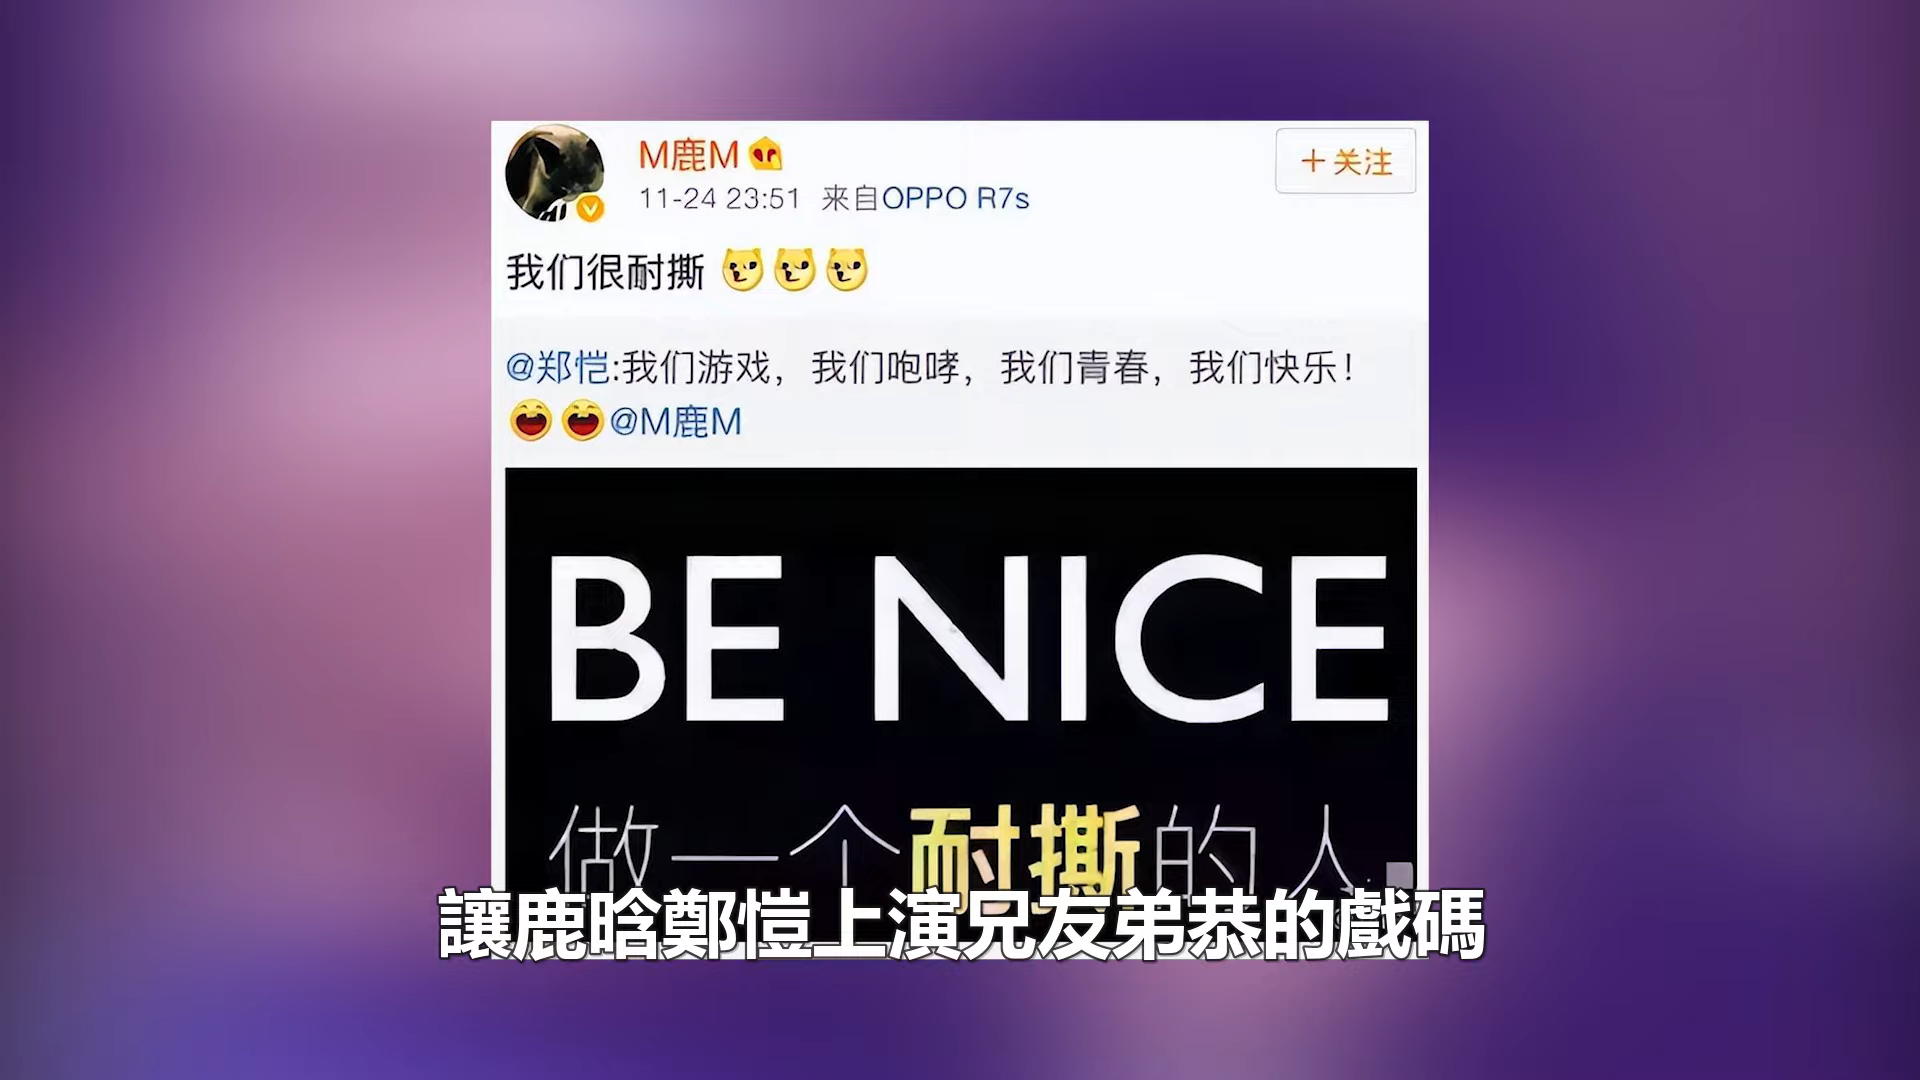 M鹿M
+关注
11-24 23:51 来自OPPO R7s
我们很耐撕
@郑恺:我们游戏，我们咆哮，我们青春，我们快乐！
@M鹿M
BE NICE
做一个耐撕的人
讓鹿晗鄭愷上演兄友弟恭的戲碼